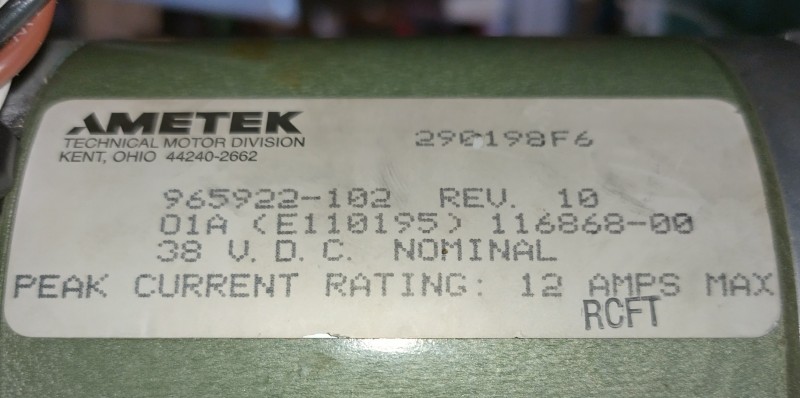 AMETEK
TECHNICAL MOTOR DIVISION
KENT, OHIO 44240-2662
290198F6
965922-102 REV. 10
01A (E110195) 116868-00
38 V.D.C. NOMINAL
PEAK CURRENT RATING: 12 AMPS MAX
RCFT